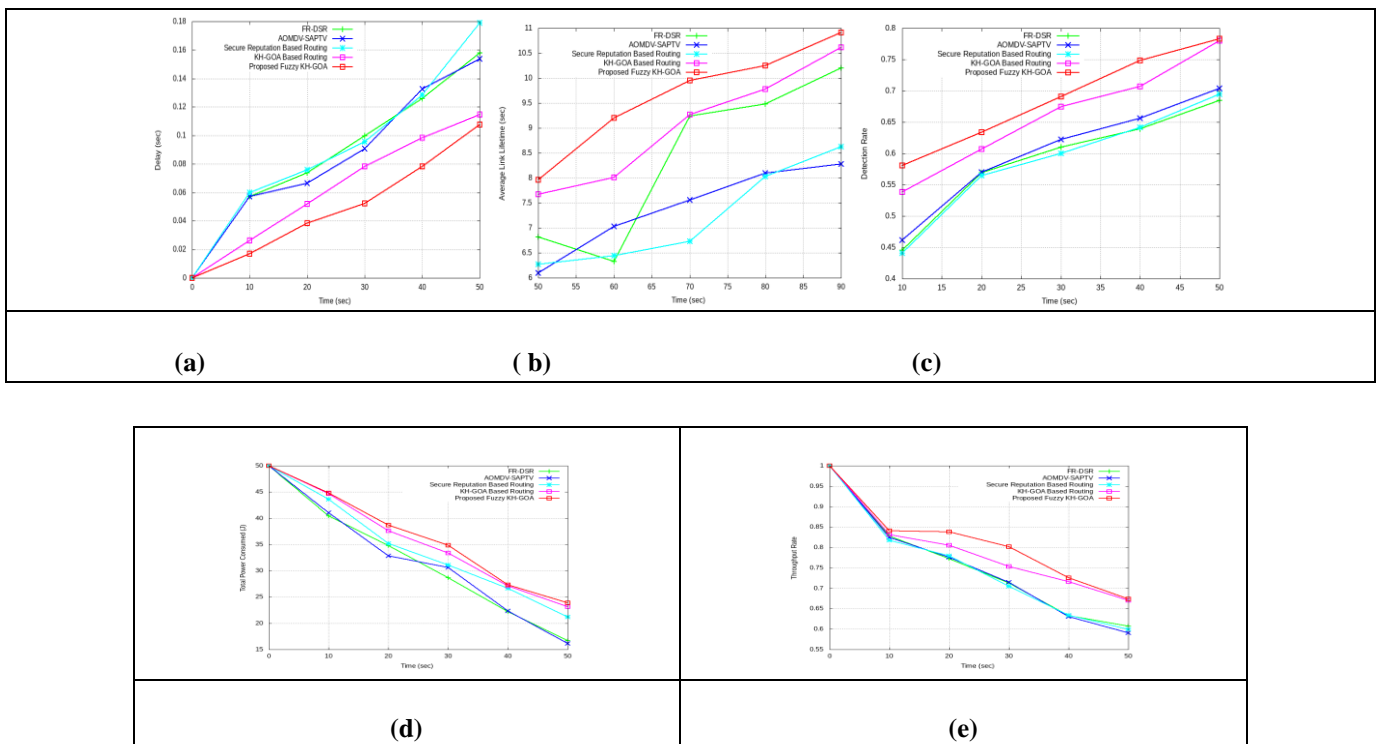 0.18
0.16
0.14
0.12
0.1
0.08
0.06
0.04
0.02
0
Delay (sec)
FR-DSR
AOMDV-SAPTV
Secure Reputation Based Routing
KH-GOA Based Routing
Proposed Fuzzy KH-GOA
0 10 20 30 40 50
Time (sec)
11
10.5
10
9.5
9
8.5
8
7.5
7
6.5
6
Average Link Lifetime (sec)
FR-DSR
AOMDV-SAPTV
Secure Reputation Based Routing
KH-GOA Based Routing
Proposed Fuzzy KH-GOA
50 55 60 65 70 75 80 85 90
Time (sec)
0.8
0.75
0.7
0.65
0.6
0.55
0.5
0.45
0.4
Detection Rate
FR-DSR
AOMDV-SAPTV
Secure Reputation Based Routing
KH-GOA Based Routing
Proposed Fuzzy KH-GOA
10 15 20 25 30 35 40 45 50
Time (sec)
(a) ( b) (c)
50
45
40
35
30
25
20
15
Total Power Consumed (J)
FR-DSR
AOMDV-SAPTV
Secure Reputation Based Routing
KH-GOA Based Routing
Proposed Fuzzy KH-GOA
0 10 20 30 40 50
Time (sec)
1
0.95
0.9
0.85
0.8
0.75
0.7
0.65
0.6
0.55
Throughput Rate
FR-DSR
AOMDV-SAPTV
Secure Reputation Based Routing
KH-GOA Based Routing
Proposed Fuzzy KH-GOA
0 10 20 30 40 50
Time (sec)
(d) (e)